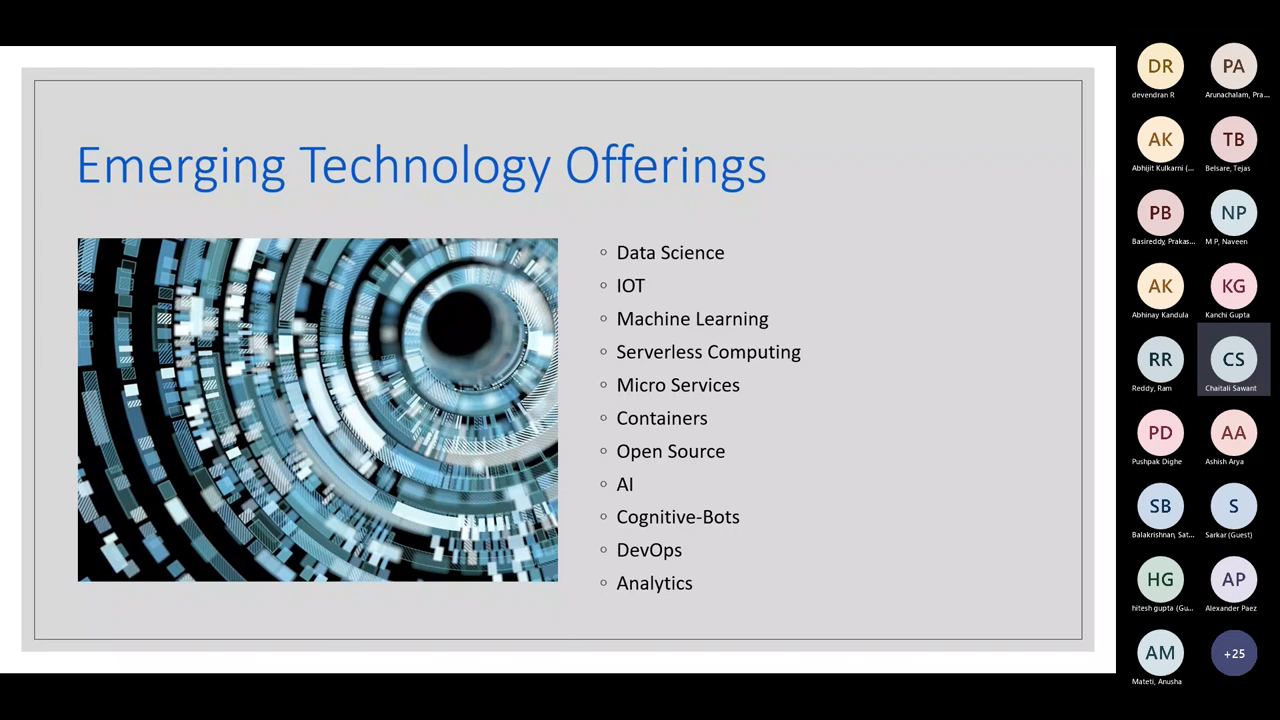 Emerging Technology Offerings
◦ Data Science
◦ IOT
◦ Machine Learning
◦ Serverless Computing
◦ Micro Services
◦ Containers
◦ Open Source
◦ AI
◦ Cognitive-Bots
◦ DevOps
◦ Analytics
DR PA
devendran R Arunachalam, Pra...
AK TB
Abhijit Kulkarni (... Belsare, Tejas
PB NP
Basireddy, Prakas... M P, Naveen
AK KG
Abhinay Kandula Kanchi Gupta
RR CS
Reddy, Ram Chaitali Sawant
PD AA
Pushpak Dighe Ashish Arya
SB S
Balakrishnan, Sat... Sarkar (Guest)
HG AP
hitesh gupta (Gu... Alexander Paez
AM +25
Mateti, Anusha